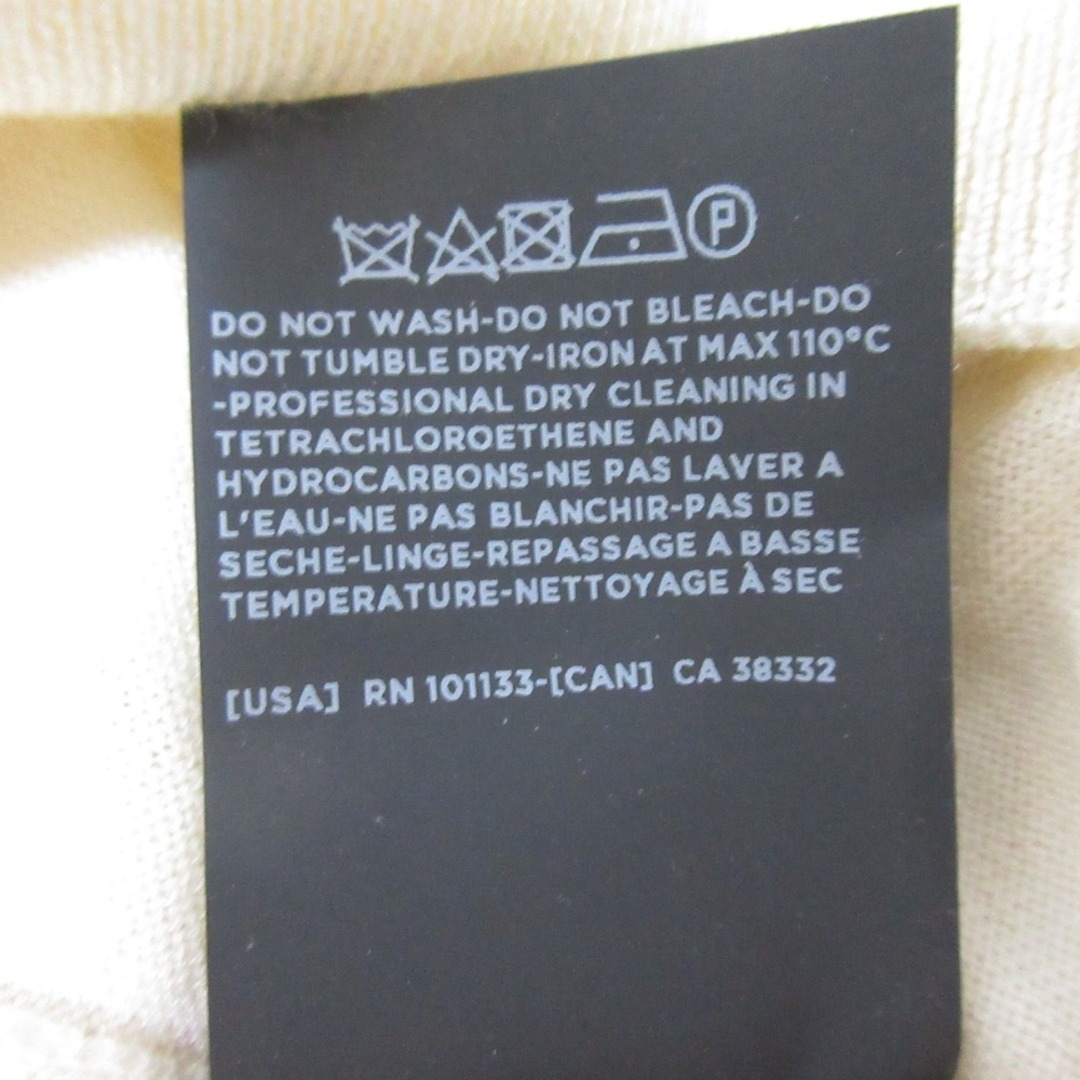 P
DO NOT WASH-DO NOT BLEACH-DO
NOT TUMBLE DRY-IRON AT MAX 110°C
-PROFESSIONAL DRY CLEANING IN
TETRACHLOROETHENE AND
HYDROCARBONS-NE PAS LAVER A
L'EAU-NE PAS BLANCHIR-PAS DE
SECHE-LINGE-REPASSAGE A BASSE
TEMPERATURE-NETTOYAGE À SEC
[USA] RN 101133-[CAN] CA 38332